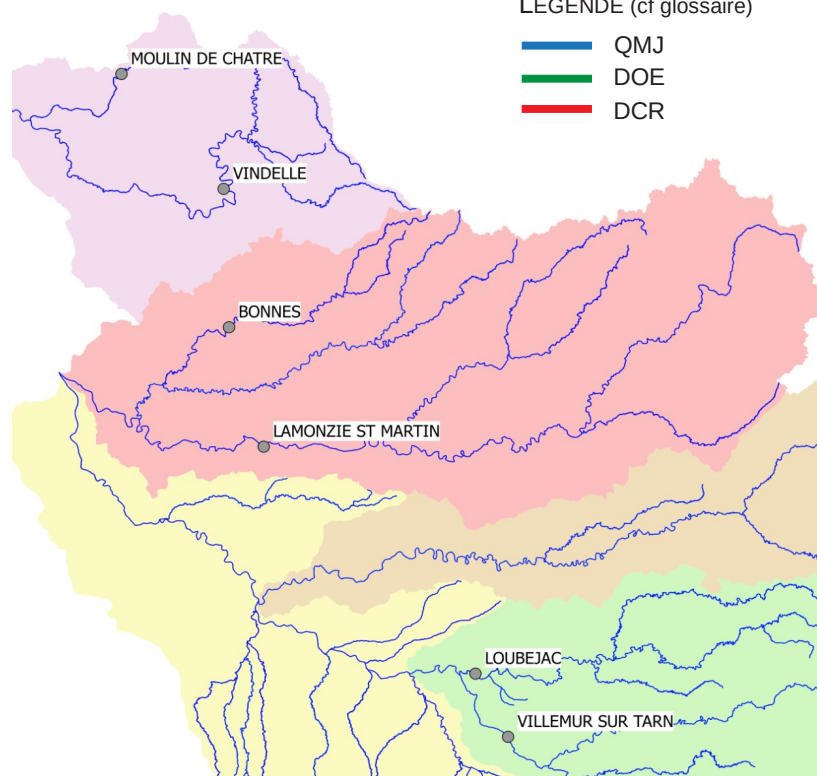 LEGENDE (cf glossaire)
QMJ
DOE
DCR
MOULIN DE CHATRE
VINDELLE
BONNES
LAMONZIE ST MARTIN
LOUBEJAC
VILLEMUR SUR TARN